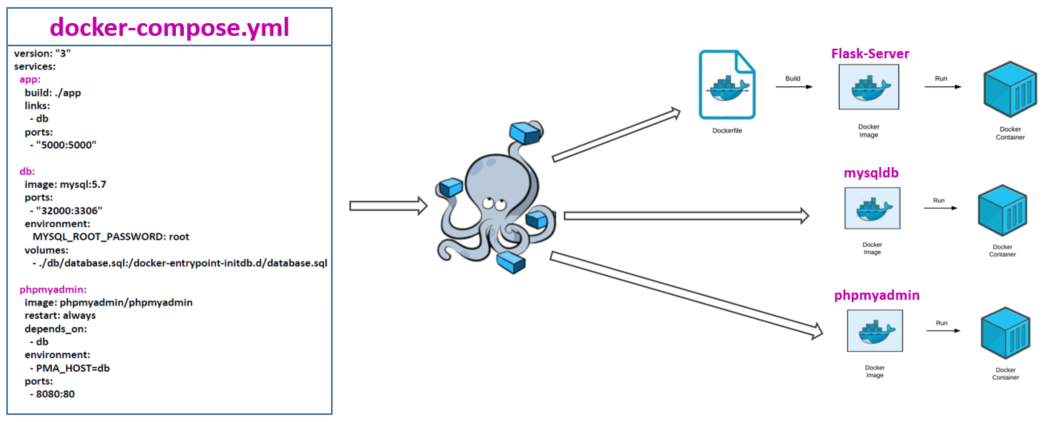 docker-compose.yml
version: "3"
services:
app:
build: ./app
links:
- db
ports:
- "5000:5000"
db:
image: mysql:5.7
ports:
- "32000:3306"
environment:
MYSQL_ROOT_PASSWORD: root
volumes:
- ./db/database.sql:/docker-entrypoint-initdb.d/database.sql
phpmyadmin:
image: phpmyadmin/phpmyadmin
restart: always
depends_on:
- db
environment:
- PMA_HOST=db
ports:
- 8080:80
Flask-Server
Build
Run
Dockerfile
Docker
Image
Docker
Container
mysqldb
Run
Docker
Image
Docker
Container
phpmyadmin
Run
Docker
Image
Docker
Container